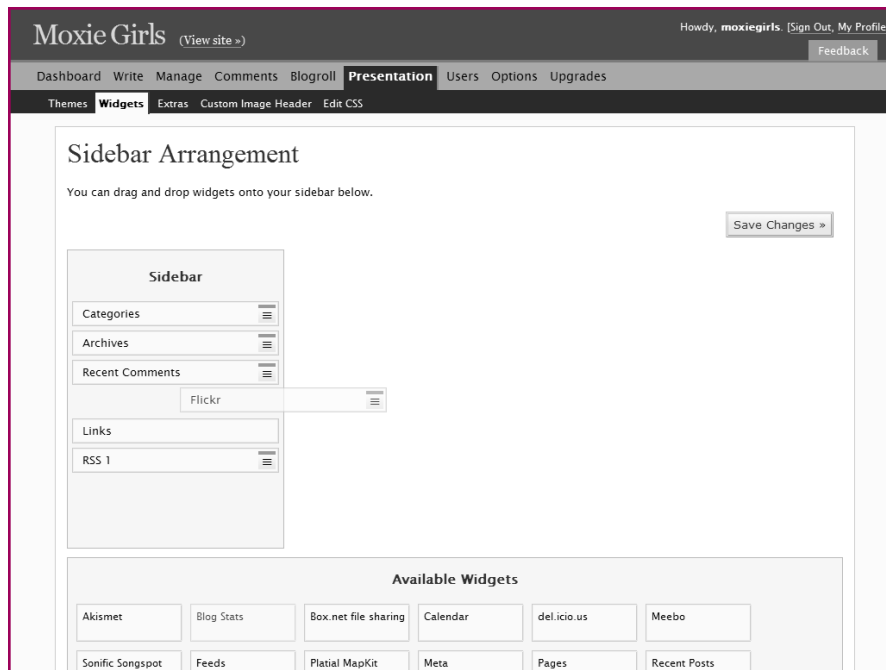 Moxie Girls (View site »)
Howdy, moxiegirls. [Sign Out, My Profile
Feedback
Dashboard Write Manage Comments Blogroll Presentation Users Options Upgrades
Themes Widgets Extras Custom Image Header Edit CSS
Sidebar Arrangement
You can drag and drop widgets onto your sidebar below.
Save Changes »
Sidebar
Categories
Archives
Recent Comments
Flickr
Links
RSS 1
Available Widgets
Akismet Blog Stats Box.net file sharing Calendar del.icio.us Meebo
Sonific Songspot Feeds Platial MapKit Meta Pages Recent Posts